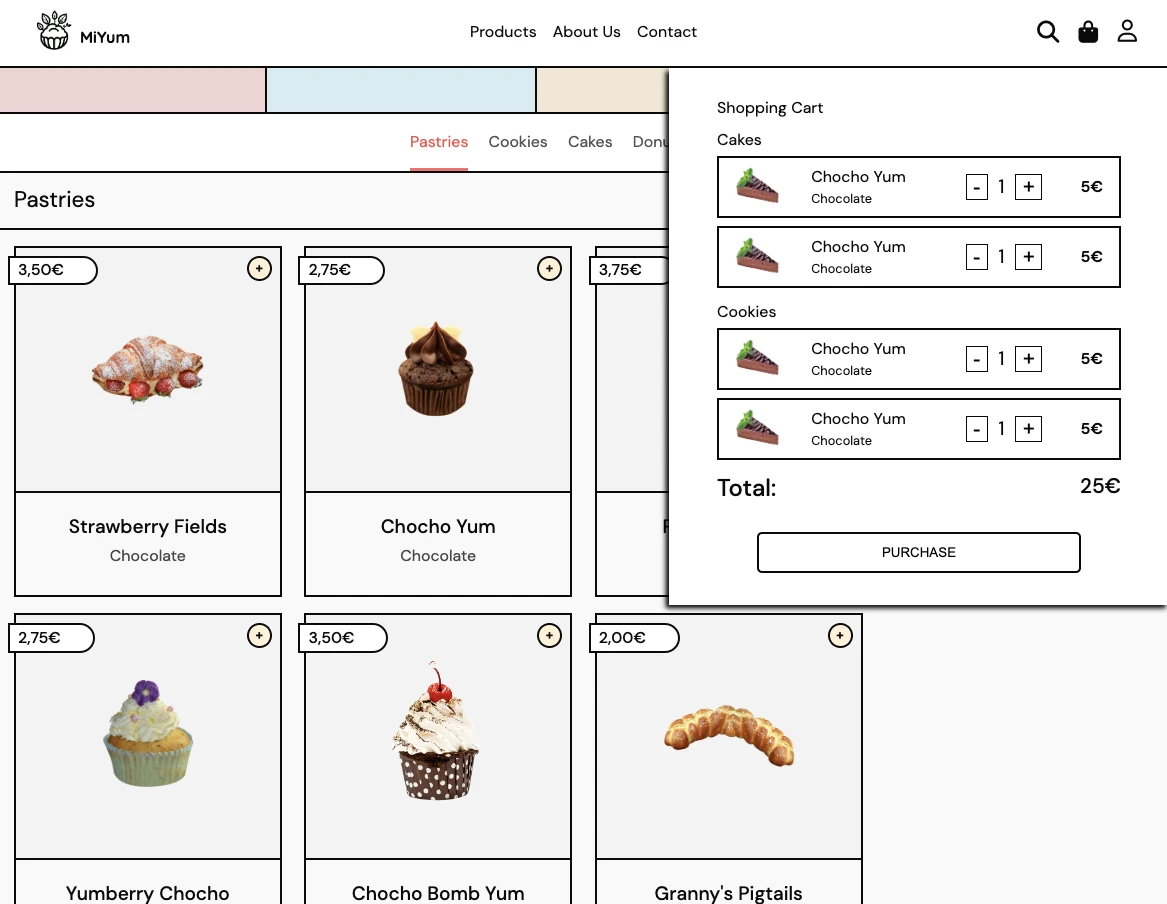 MiYum
Products About Us Contact
Pastries Cookies Cakes
Pastries
Shopping Cart
Cakes
Chocho Yum
Chocolate
- 1 + 5€
Chocho Yum
Chocolate
- 1 + 5€
Cookies
Chocho Yum
Chocolate
- 1 + 5€
Chocho Yum
Chocolate
- 1 + 5€
Total: 25€
PURCHASE
3,50€ +
Strawberry Fields
Chocolate
2,75€ +
Chocho Yum
Chocolate
3,75€
2,75€ +
Yumberry Chocho
3,50€ +
Chocho Bomb Yum
2,00€ +
Granny's Pigtails